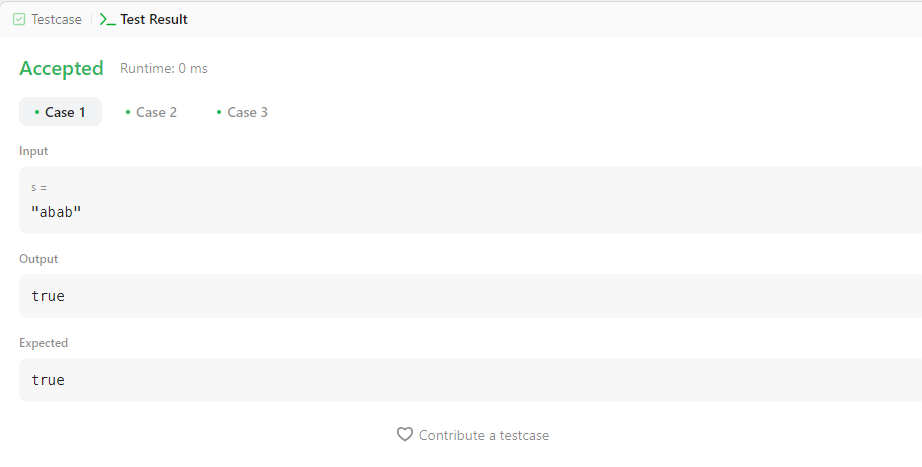 Testcase Test Result
Accepted Runtime: 0 ms
Case 1 Case 2 Case 3
Input
s =
"abab"
Output
true
Expected
true
Contribute a testcase